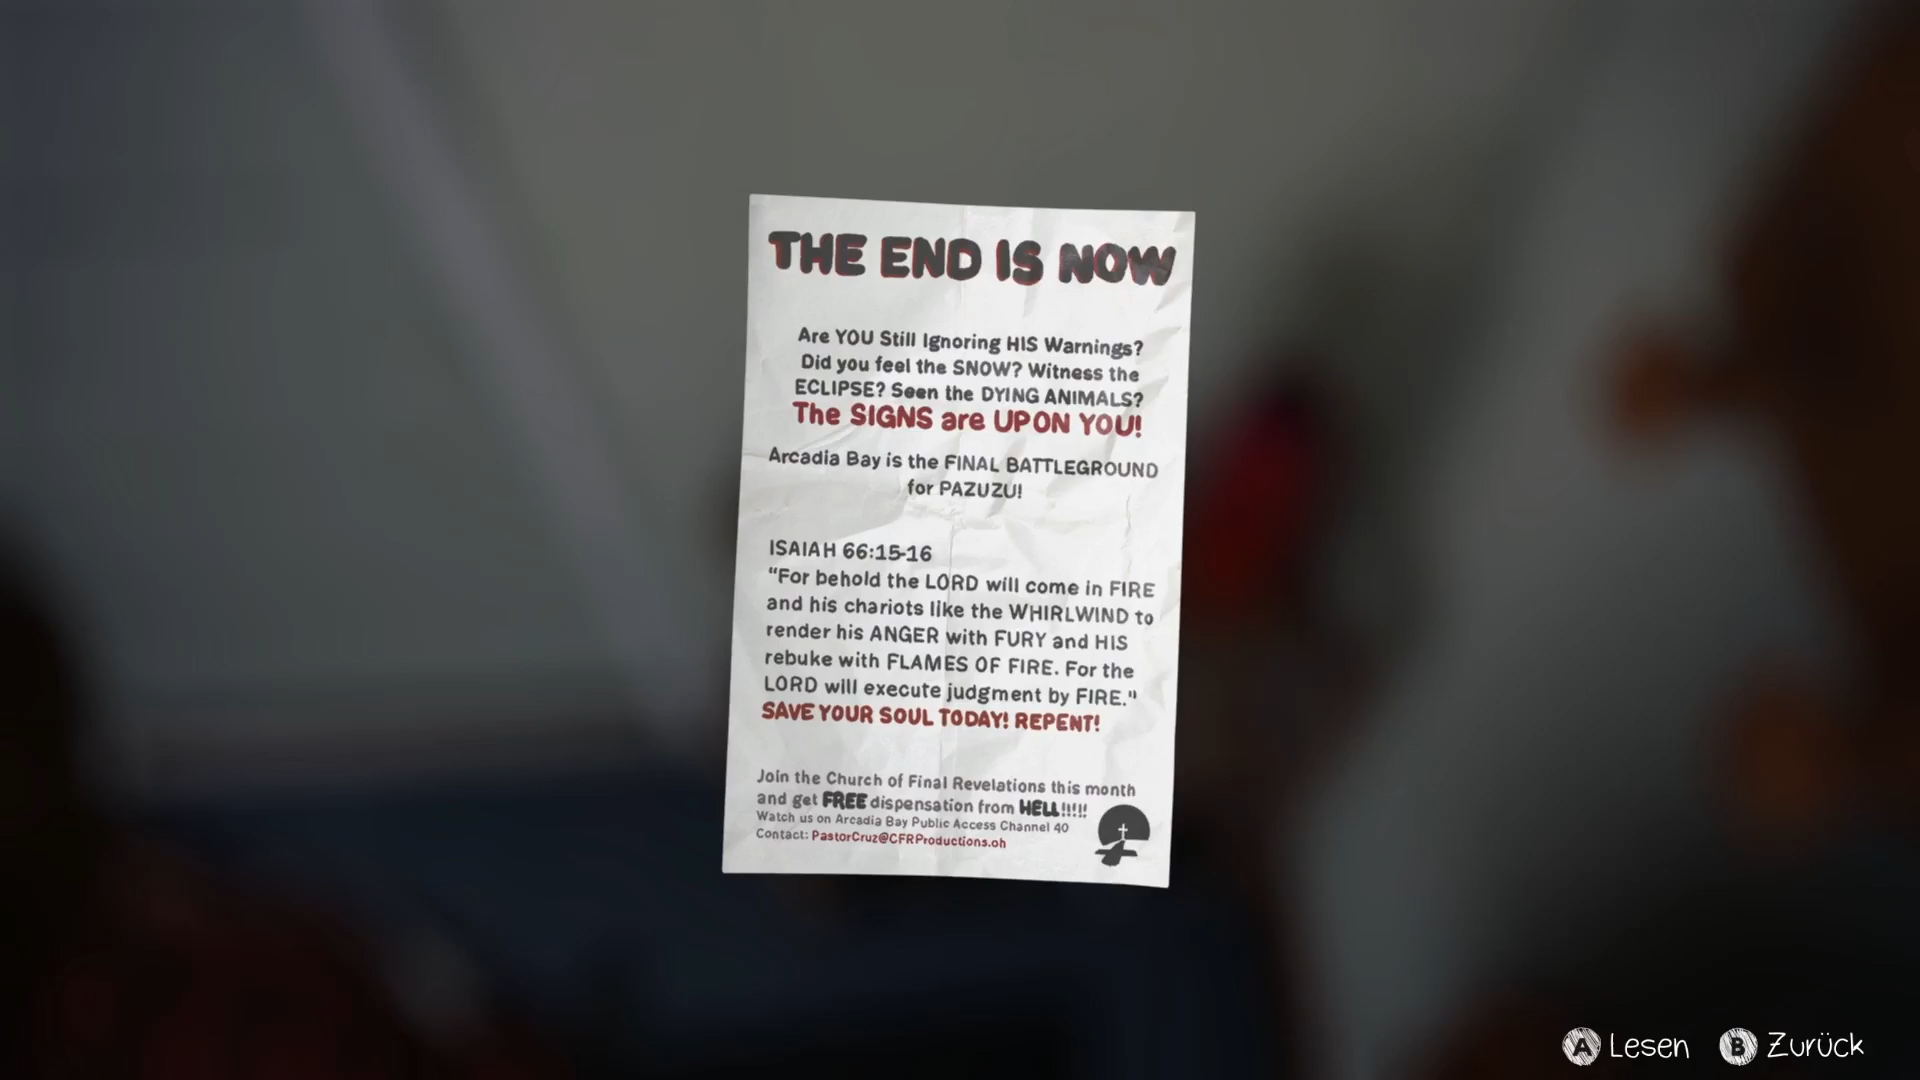 THE END IS NOW
Are YOU Still Ignoring HIS Warnings?
Did you feel the SNOW? Witness the
ECLIPSE? Seen the DYING ANIMALS?
The SIGNS are UPON YOU!
Arcadia Bay is the FINAL BATTLEGROUND
for PAZUZU!
ISAIAH 66:15-16
"For behold the LORD will come in FIRE
and his chariots like the WHIRLWIND to
render his ANGER with FURY and HIS
rebuke with FLAMES OF FIRE. For the
LORD will execute judgment by FIRE."
SAVE YOUR SOUL TODAY! REPENT!
Join the Church of Final Revelations this month
and get FREE dispensation from HELL!!!!!
Watch us on Arcadia Bay Public Access Channel 40
Contact: PastorCruz@CFRProductions.oh
A Lesen B Zurück